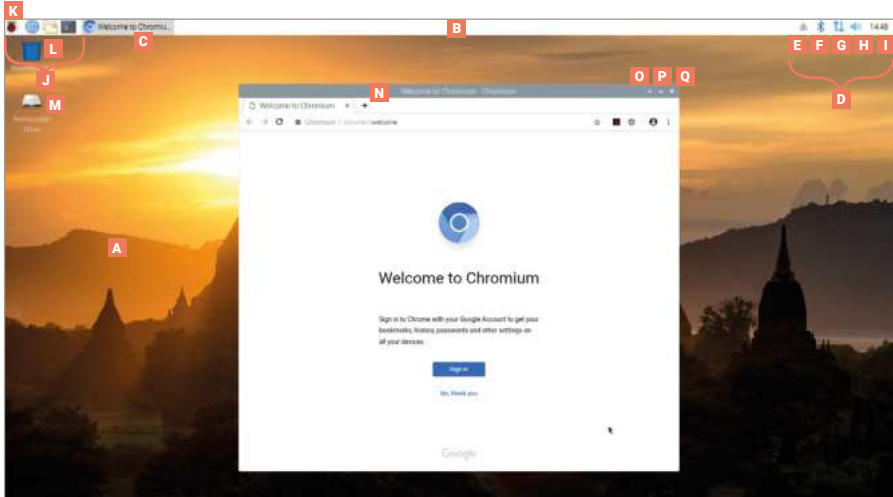 K
Welcome to Chromiu...
B
14:48
L
C
E F G H I
J
D
M
N
O P Q
Welcome to Chromium - Chromium
Welcome to Chromium × +
Chromium | chrome://welcome
A
Welcome to Chromium
Sign in to Chrome with your Google Account to get your
bookmarks, history, passwords and other settings on
all your devices.
Sign in
No, thank you
Google